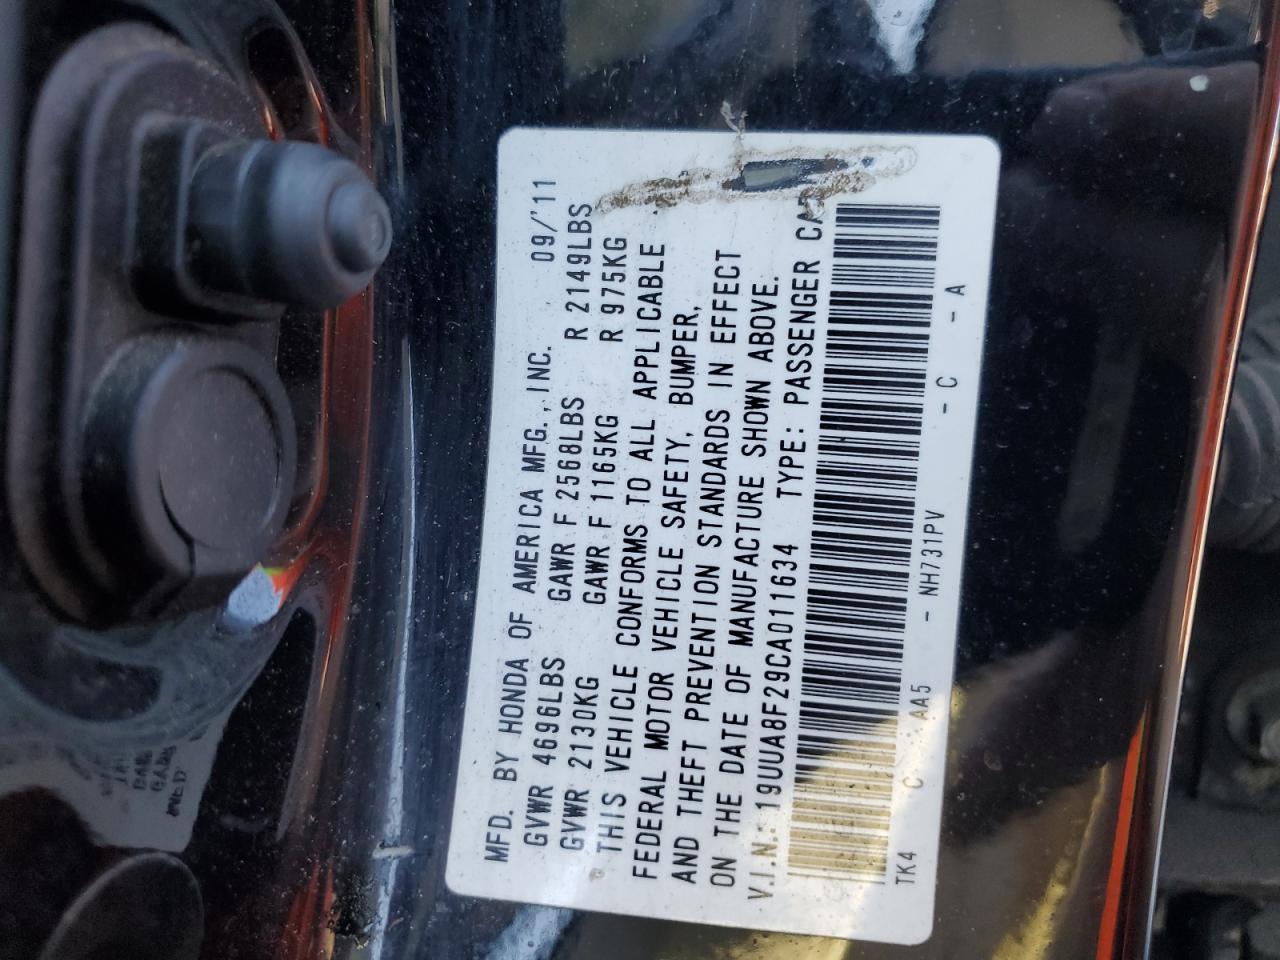 MFD. BY HONDA OF AMERICA MFG., INC. 09/'11
GVWR 4696LBS GAWR F 2568LBS R 2149LBS
GVWR 2130KG GAWR F 1165KG R 975KG
THIS VEHICLE CONFORMS TO ALL APPLICABLE
FEDERAL MOTOR VEHICLE SAFETY, BUMPER,
AND THEFT PREVENTION STANDARDS IN EFFECT
ON THE DATE OF MANUFACTURE SHOWN ABOVE.
V.I.N.: 19UUA8F29CA011634 TYPE: PASSENGER
TK4 C AA5 - NH731PV - C - A